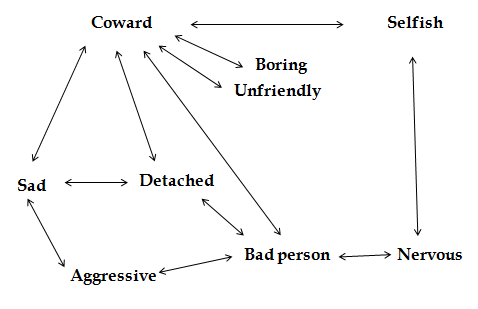 Coward
Selfish
Boring
Unfriendly
Sad
Detached
Aggressive
Bad person
Nervous